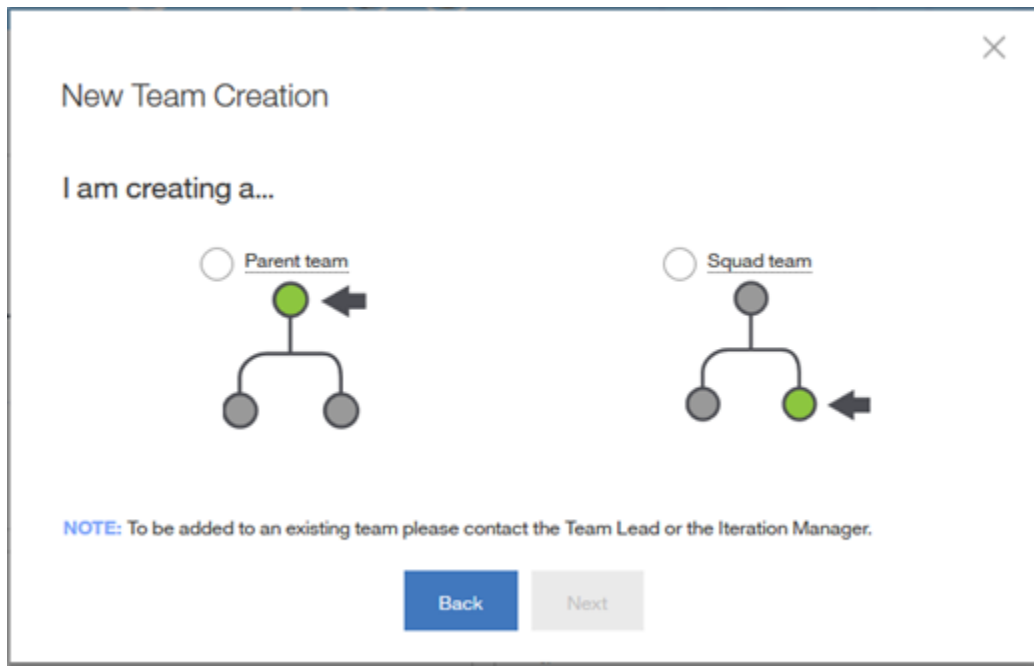 New Team Creation
I am creating a...
Parent team
Squad team
NOTE: To be added to an existing team please contact the Team Lead or the Iteration Manager.
Back
Next